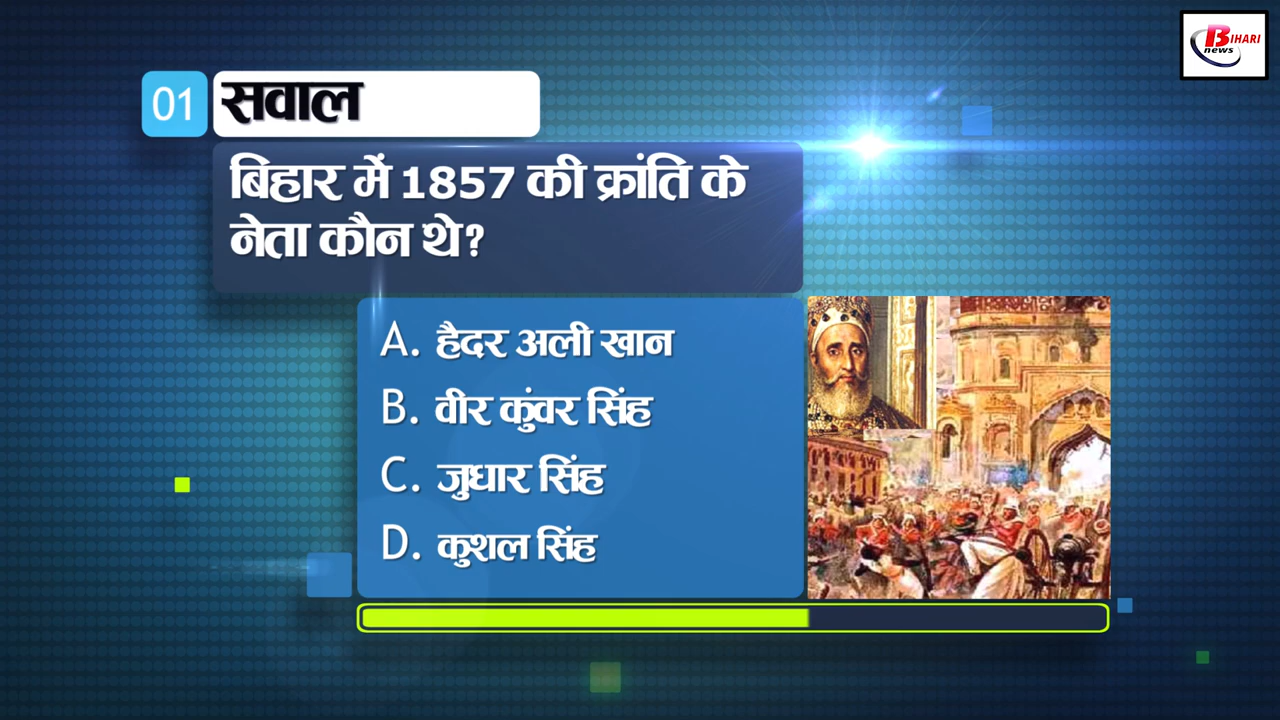 BIHARI
news
01 सवाल
बिहार में 1857 की क्रांति के
नेता कौन थे?
A. हैदर अली खान
B. वीर कुंवर सिंह
C. जुधार सिंह
D. कुशल सिंह